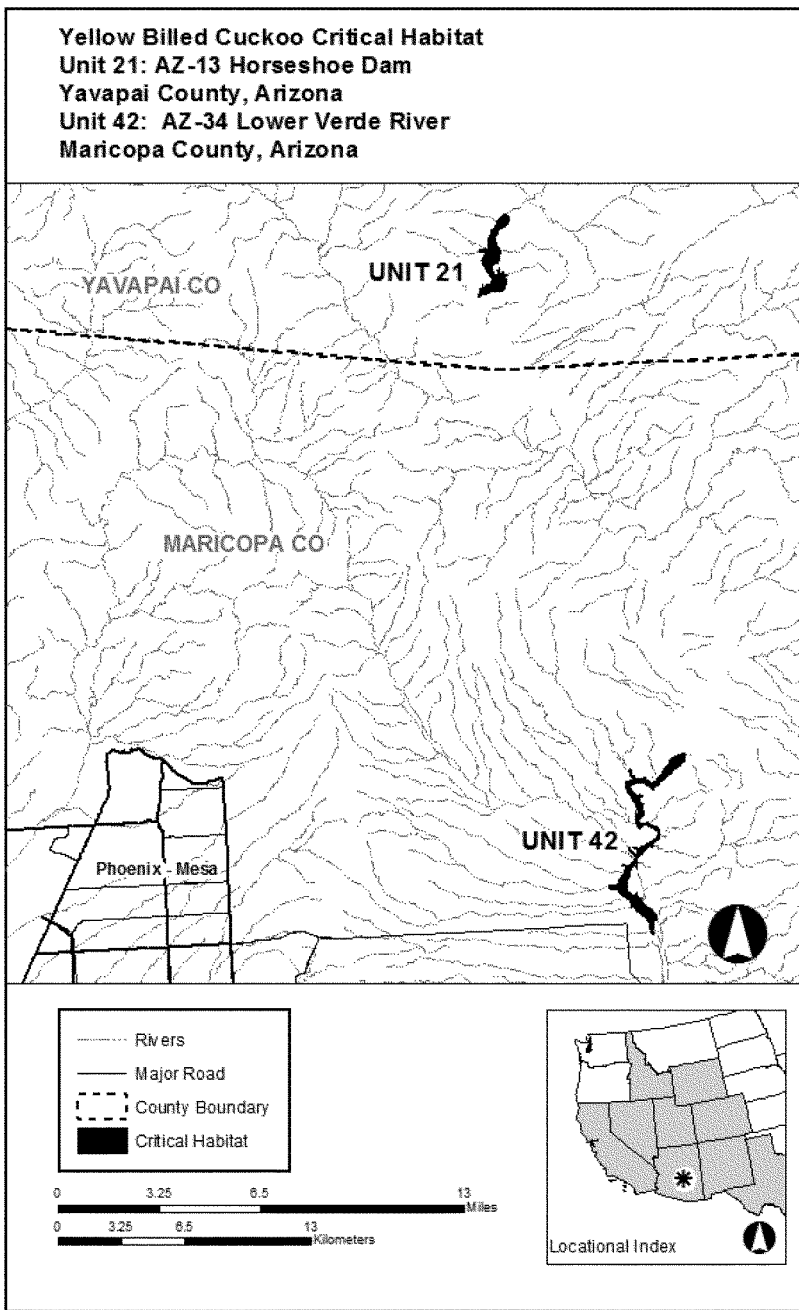 Yellow Billed Cuckoo Critical Habitat
Unit 21: AZ-13 Horseshoe Dam
Yavapai County, Arizona
Unit 42: AZ-34 Lower Verde River
Maricopa County, Arizona
UNIT 21
YAVAPAI CO
MARICOPA CO
UNIT 42
Phoenix - Mesa
Rivers
Major Road
County Boundary
Critical Habitat
0 3.25 6.5 13
Miles
0 3.25 6.5 13
Kilometers
Locational Index